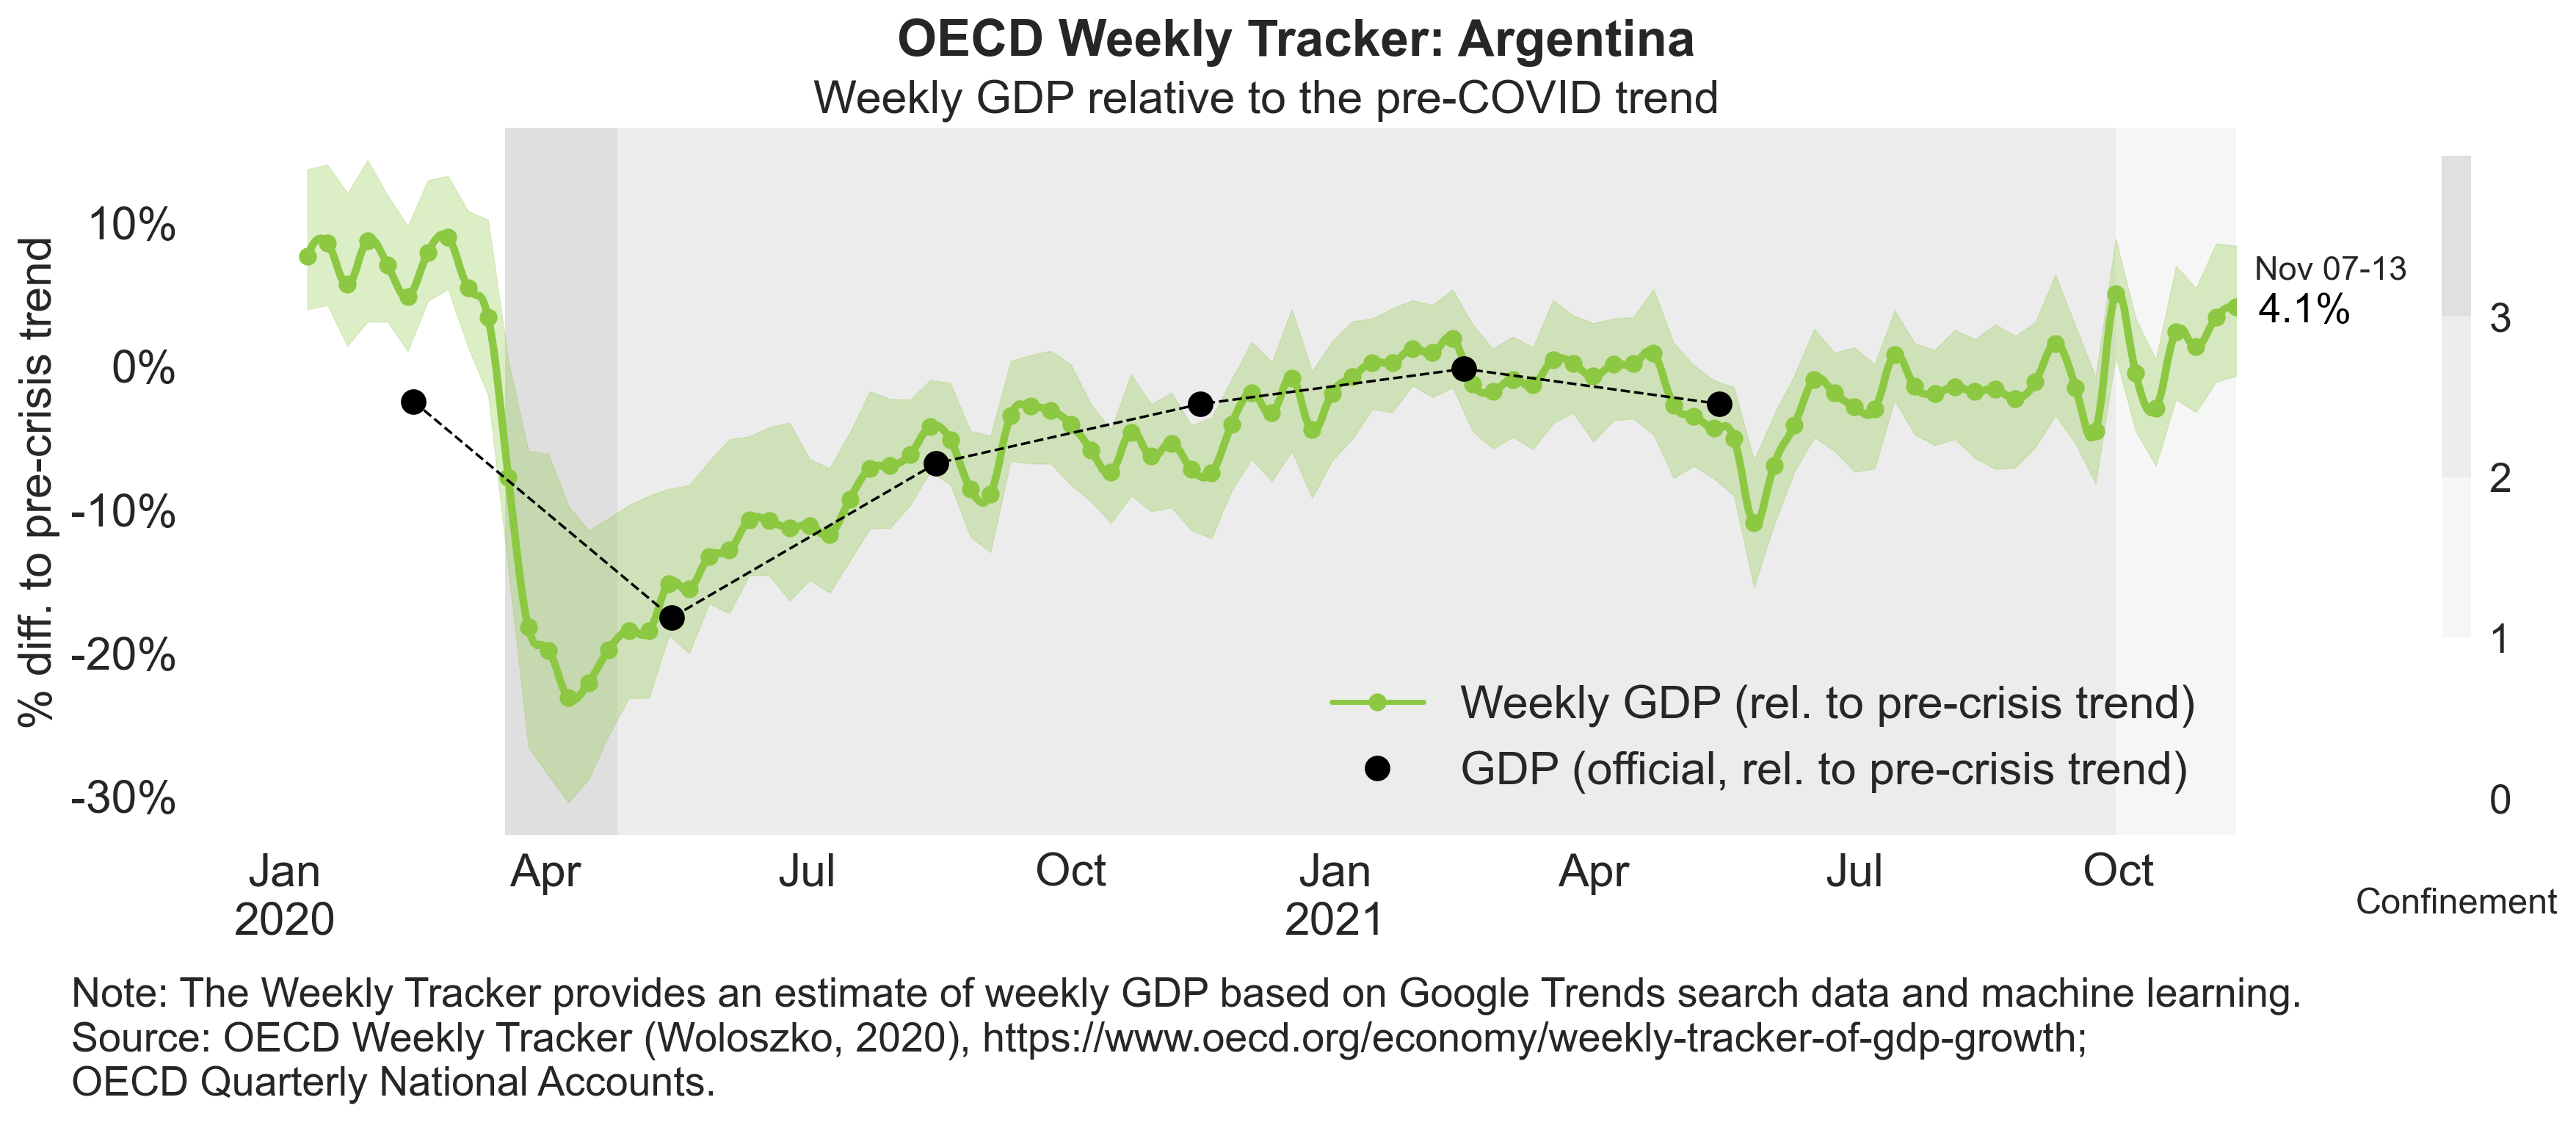 OECD Weekly Tracker: Argentina
Weekly GDP relative to the pre-COVID trend
% diff. to pre-crisis trend
10%
0%
-10%
-20%
-30%
Nov 07-13
4.1%
3
2
1
0
Confinement
Weekly GDP (rel. to pre-crisis trend)
GDP (official, rel. to pre-crisis trend)
Jan Apr Jul Oct Jan Apr Jul Oct
2020 2021
Note: The Weekly Tracker provides an estimate of weekly GDP based on Google Trends search data and machine learning.
Source: OECD Weekly Tracker (Woloszko, 2020), https://www.oecd.org/economy/weekly-tracker-of-gdp-growth;
OECD Quarterly National Accounts.